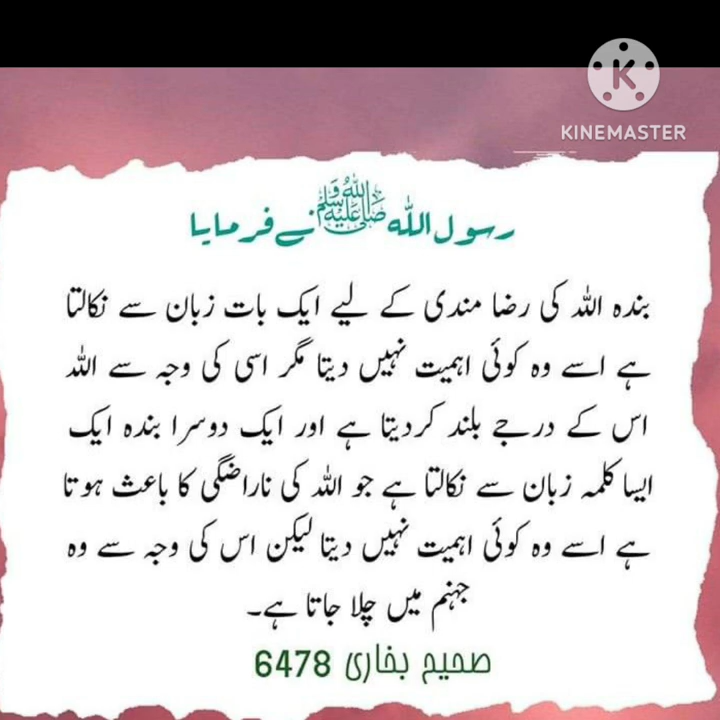 KINEMASTER
رسول اللہ ﷺ نے فرمایا
بندہ اللہ کی رضا مندی کے لیے ایک بات زبان سے نکالتا
ہے اسے وہ کوئی اہمیت نہیں دیتا مگر اسی کی وجہ سے اللہ
اس کے درجے بلند کردیتا ہے اور ایک دوسرا بندہ ایک
ایسا کلمہ زبان سے نکالتا ہے جو اللہ کی ناراضگی کا باعث ہوتا
ہے اسے وہ کوئی اہمیت نہیں دیتا لیکن اس کی وجہ سے وہ
جہنم میں چلا جاتا ہے۔
صحیح بخاری 6478